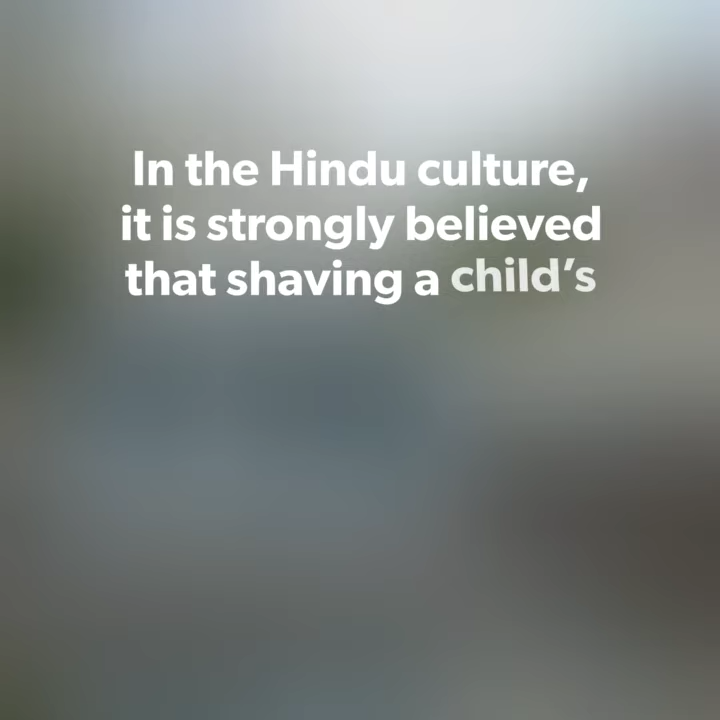 In the Hindu culture,
it is strongly believed
that shaving a child’s